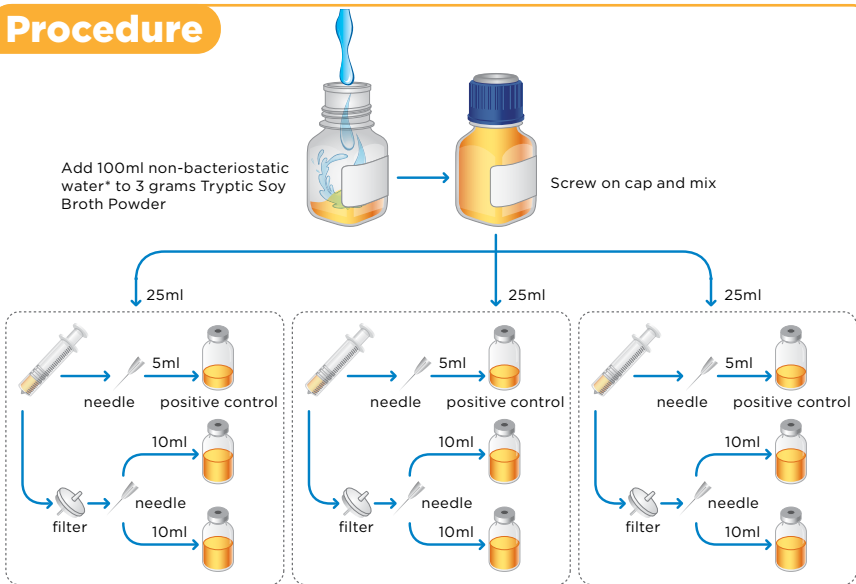 Procedure
Add 100ml non-bacteriostatic
water* to 3 grams Tryptic Soy
Broth Powder
Screw on cap and mix
25ml
25ml
25ml
5ml
needle
positive control
10ml
needle
filter
10ml
5ml
needle
positive control
10ml
needle
filter
10ml
5ml
needle
positive control
10ml
needle
filter
10ml